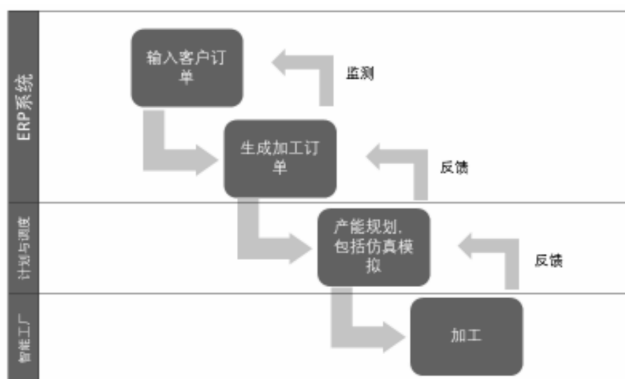 ERP系统
输入客户订
单
监测
生成加工订
单
反馈
计划与调度
产能规划，
包括仿真模
拟
反馈
智能工厂
加工